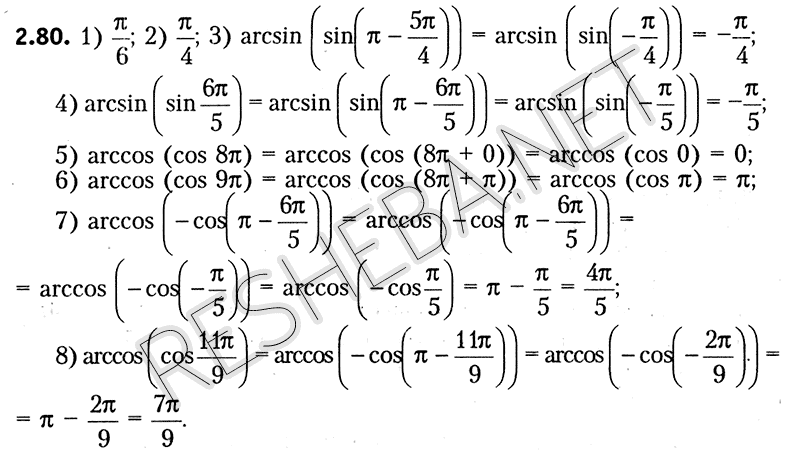 2.80. 1) π/6; 2) π/4; 3) arcsin (sin(π − 5π/4)) = arcsin (sin(−π/4)) = −π/4;
4) arcsin (sin 6π/5) = arcsin (sin(π − 6π/5)) = arcsin (sin(−π/5)) = −π/5;
5) arccos (cos 8π) = arccos (cos (8π + 0)) = arccos (cos 0) = 0;
6) arccos (cos 9π) = arccos (cos (8π + π)) = arccos (cos π) = π;
7) arccos (−cos(π − 6π/5)) = arccos (−cos(π − 6π/5)) =
= arccos (−cos(−π/5)) = arccos (−cos π/5) = π − π/5 = 4π/5;
8) arccos (cos 11π/9) = arccos (−cos(π − 11π/9)) = arccos (−cos(−2π/9)) =
= π − 2π/9 = 7π/9.
RESHEBA.NET